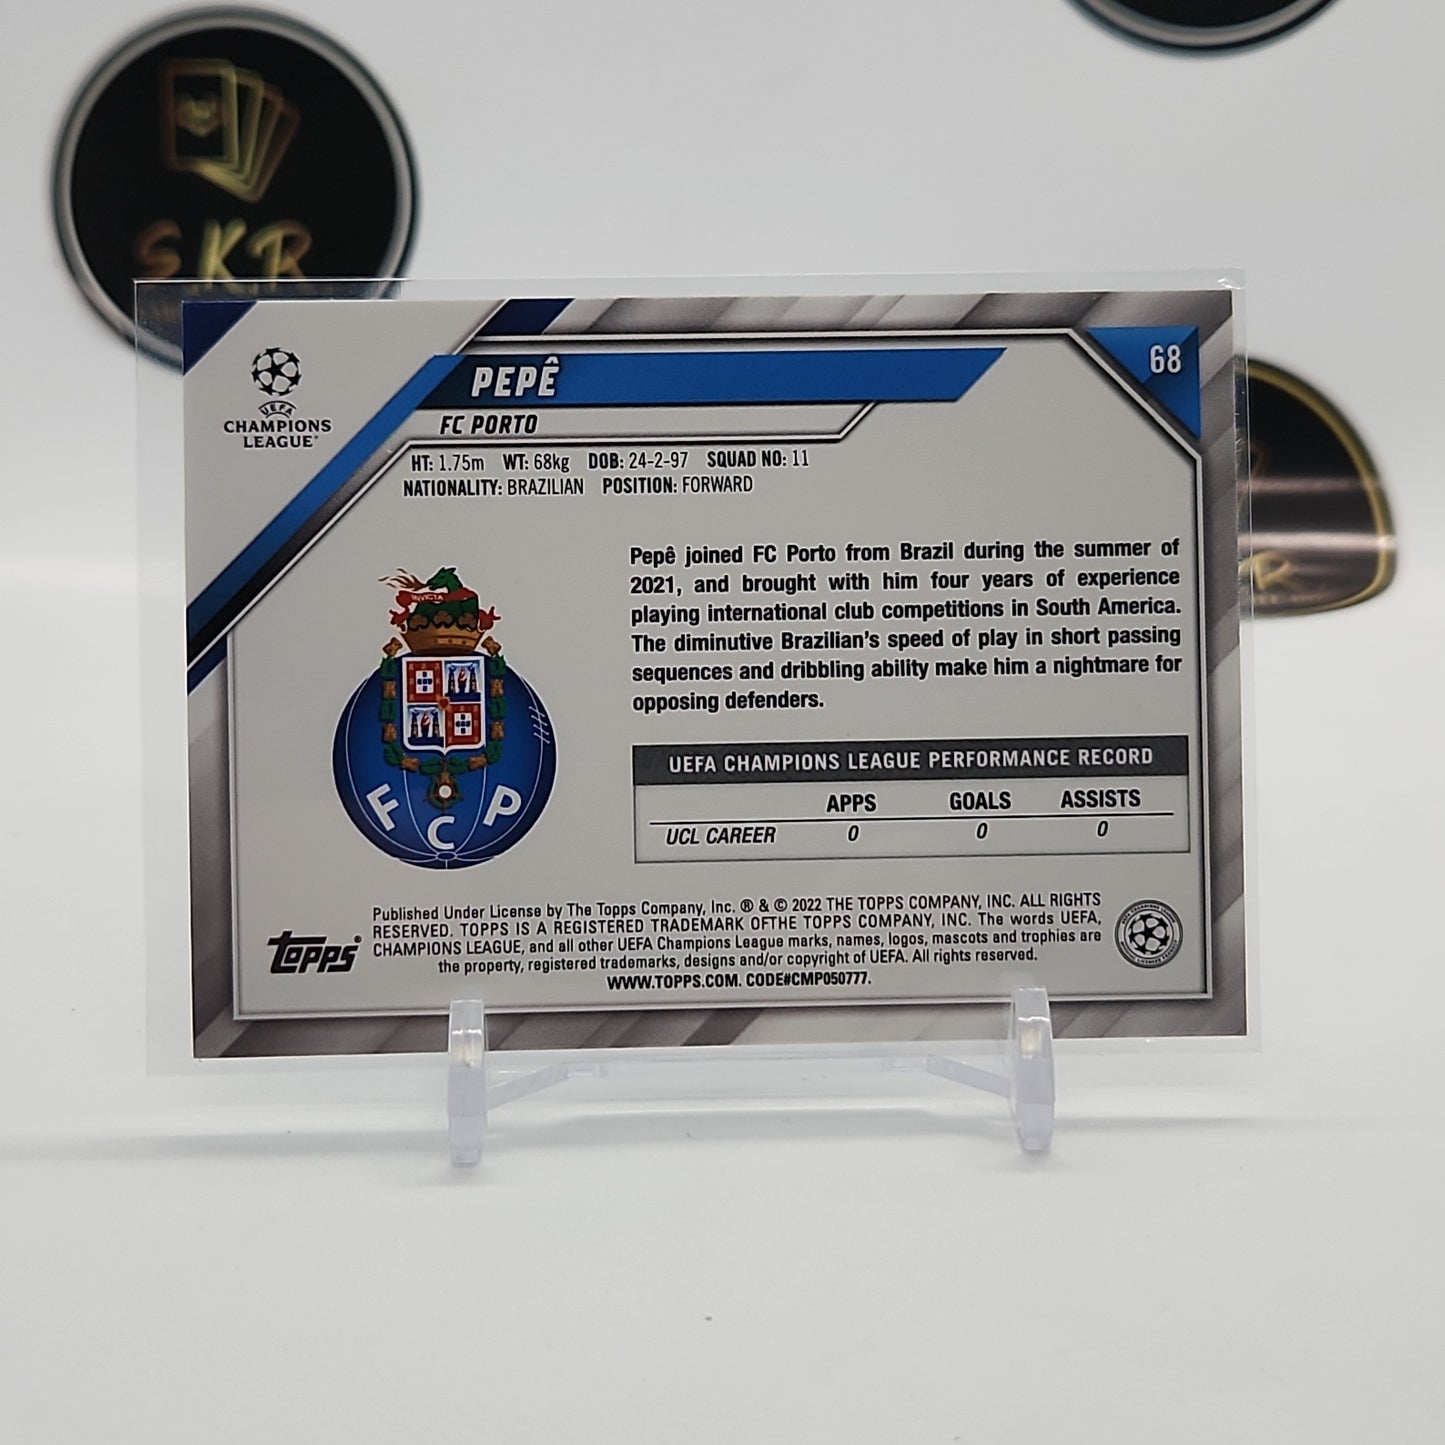 SKR
UEFA
CHAMPIONS
LEAGUE
PEPÊ
68
FC PORTO
HT: 1.75m WT: 68kg DOB: 24-2-97 SQUAD NO: 11
NATIONALITY: BRAZILIAN POSITION: FORWARD
Pepê joined FC Porto from Brazil during the summer of
2021, and brought with him four years of experience
playing international club competitions in South America.
The diminutive Brazilian's speed of play in short passing
sequences and dribbling ability make him a nightmare for
opposing defenders.
INVICTA
F C P
UEFA CHAMPIONS LEAGUE PERFORMANCE RECORD
APPS GOALS ASSISTS
UCL CAREER 0 0 0
topps®
Published Under License by The Topps Company, Inc. ® & © 2022 THE TOPPS COMPANY, INC. ALL RIGHTS
RESERVED. TOPPS IS A REGISTERED TRADEMARK OFTHE TOPPS COMPANY, INC. The words UEFA,
CHAMPIONS LEAGUE, and all other UEFA Champions League marks, names, logos, mascots and trophies are
the property, registered trademarks, designs and/or copyright of UEFA. All rights reserved.
WWW.TOPPS.COM. CODE#CMP050777.